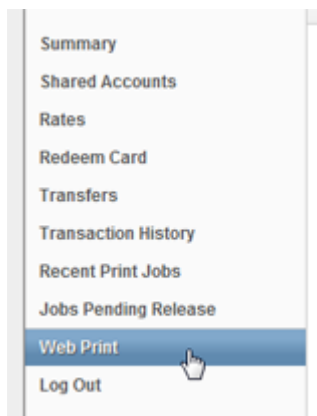 Summary
Shared Accounts
Rates
Redeem Card
Transfers
Transaction History
Recent Print Jobs
Jobs Pending Release
Web Print
Log Out